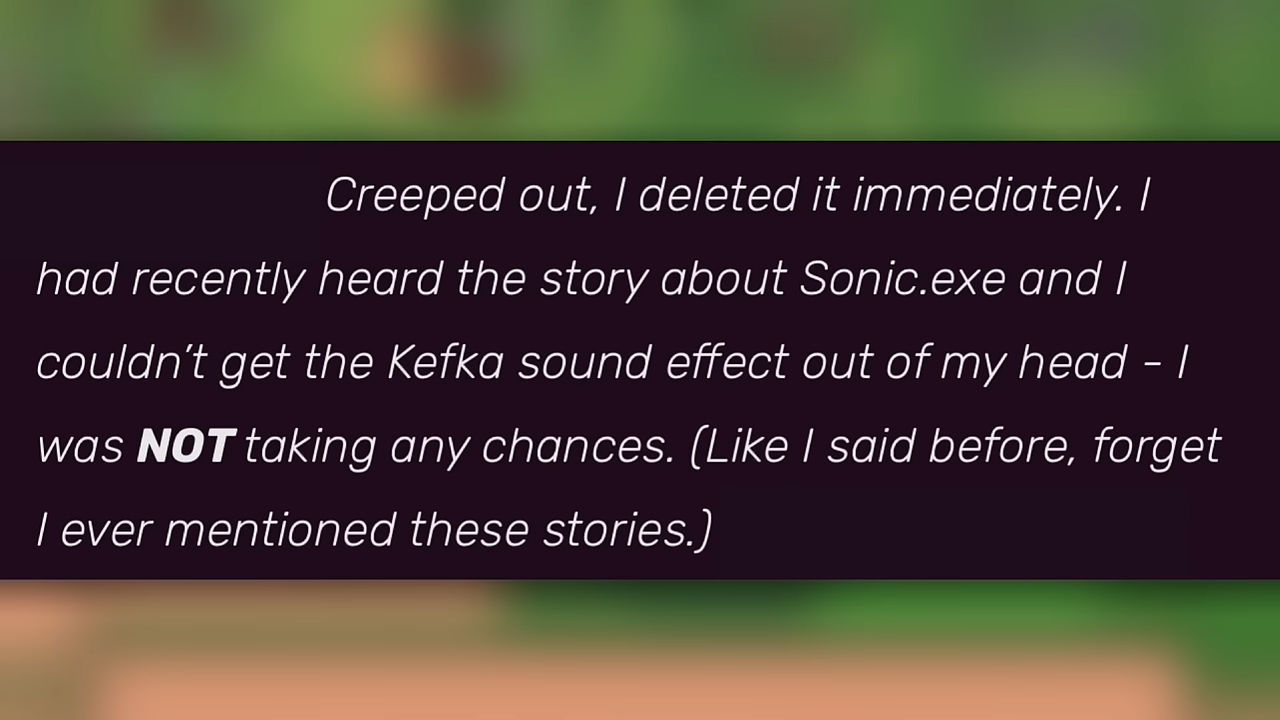 Creeped out, I deleted it immediately. I
had recently heard the story about Sonic.exe and I
couldn’t get the Kefka sound effect out of my head - I
was NOT taking any chances. (Like I said before, forget
I ever mentioned these stories.)